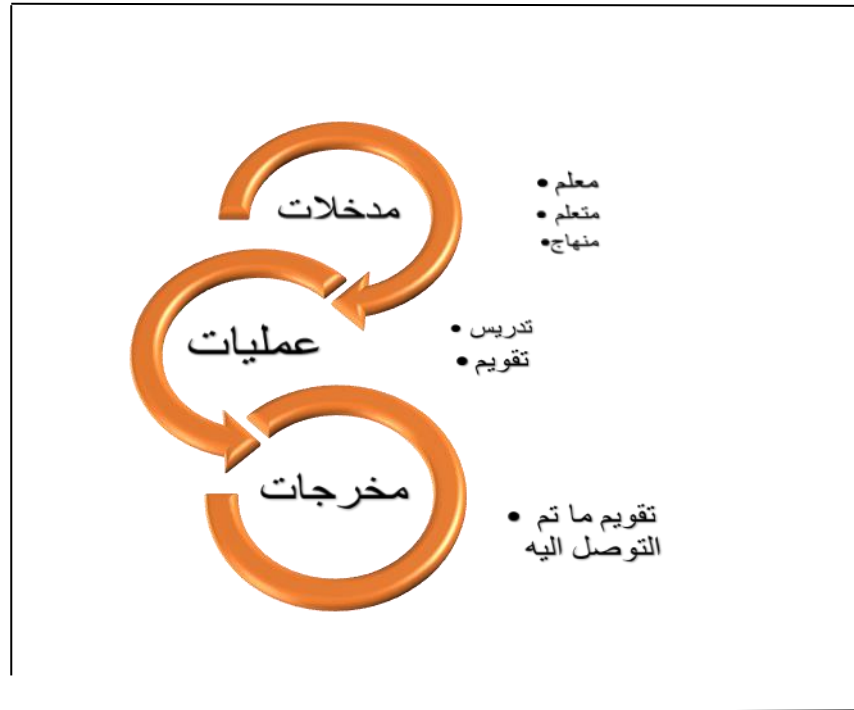 مدخلات
• معلم
• متعلم
• منهاج
عمليات
• تدريس
• تقويم
مخرجات
• تقويم ما تم
التوصل اليه